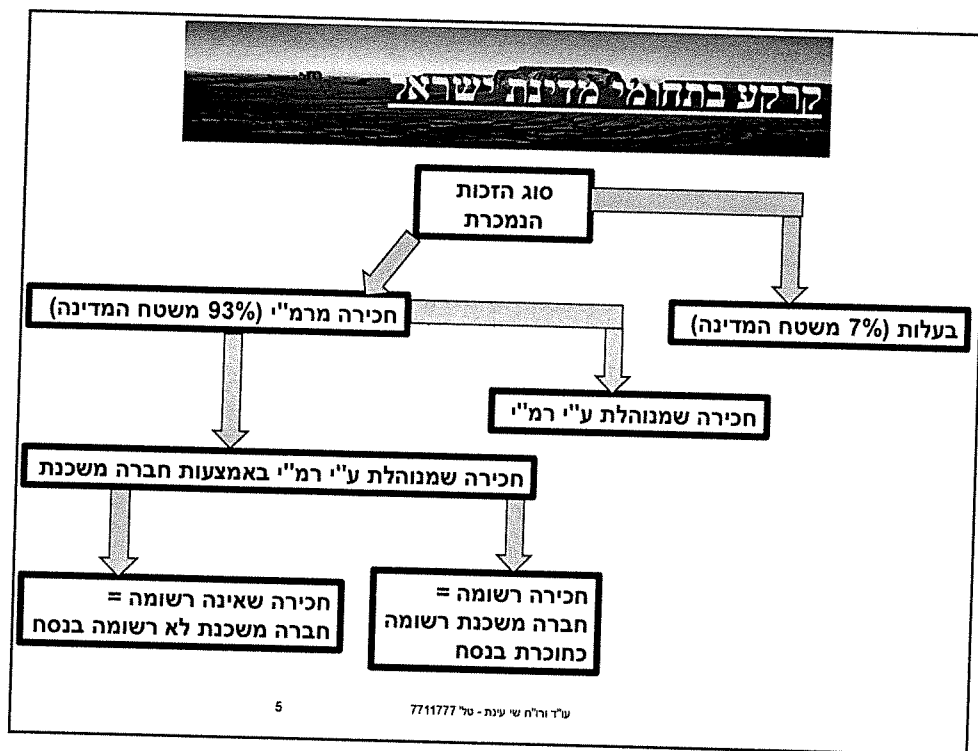 קרקע בתחומי מדינת ישראל
סוג הזכות
הנמכרת
בעלות (7% משטח המדינה)
חכירה מרמ"י (93% משטח המדינה)
חכירה שמנוהלת ע"י רמ"י
חכירה שמנוהלת ע"י רמ"י באמצעות חברה משכנת
חכירה רשומה =
חברה משכנת רשומה
כחוכרת בנסח
חכירה שאינה רשומה =
חברה משכנת לא רשומה בנסח
עו"ד ורו"ח שי עינת - טל' 7711777
5